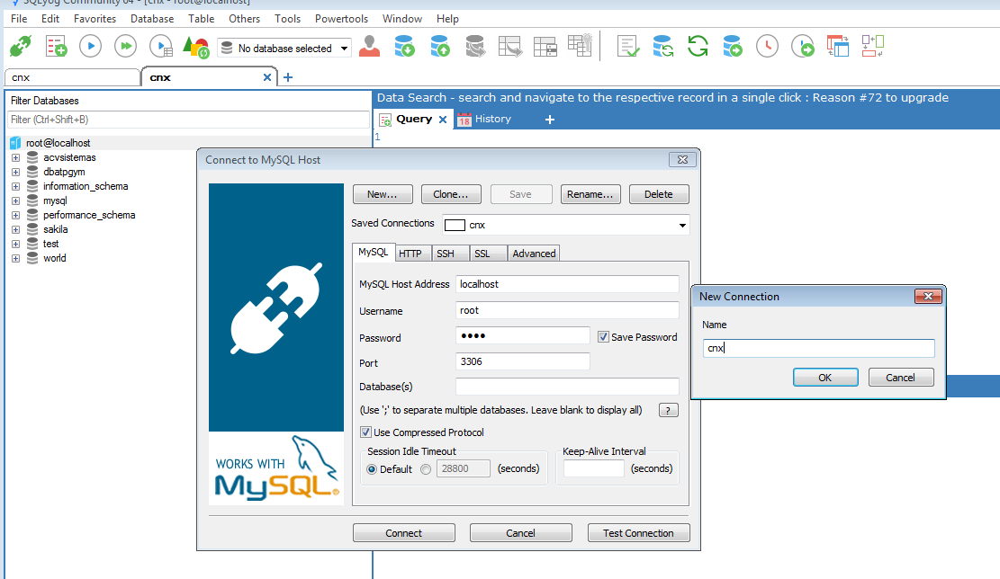 SQLyog Community 64 - [cnx - root@localhost]
File Edit Favorites Database Table Others Tools Powertools Window Help
No database selected
cnx
cnx
Filter Databases
Filter (Ctrl+Shift+B)
root@localhost
acvsistemas
dbatpgym
information_schema
mysql
performance_schema
sakila
test
world
Data Search - search and navigate to the respective record in a single click : Reason #72 to upgrade
Query
18 History
1
Connect to MySQL Host
New... Clone... Save Rename... Delete
Saved Connections cnx
MySQL HTTP SSH SSL Advanced
MySQL Host Address localhost
Username root
Password •••• Save Password
Port 3306
Database(s)
(Use ';' to separate multiple databases. Leave blank to display all) ?
Use Compressed Protocol
Session Idle Timeout
Default 28800 (seconds)
Keep-Alive Interval
(seconds)
WORKS WITH
MySQL®
Connect Cancel Test Connection
New Connection
Name
cnx
OK Cancel